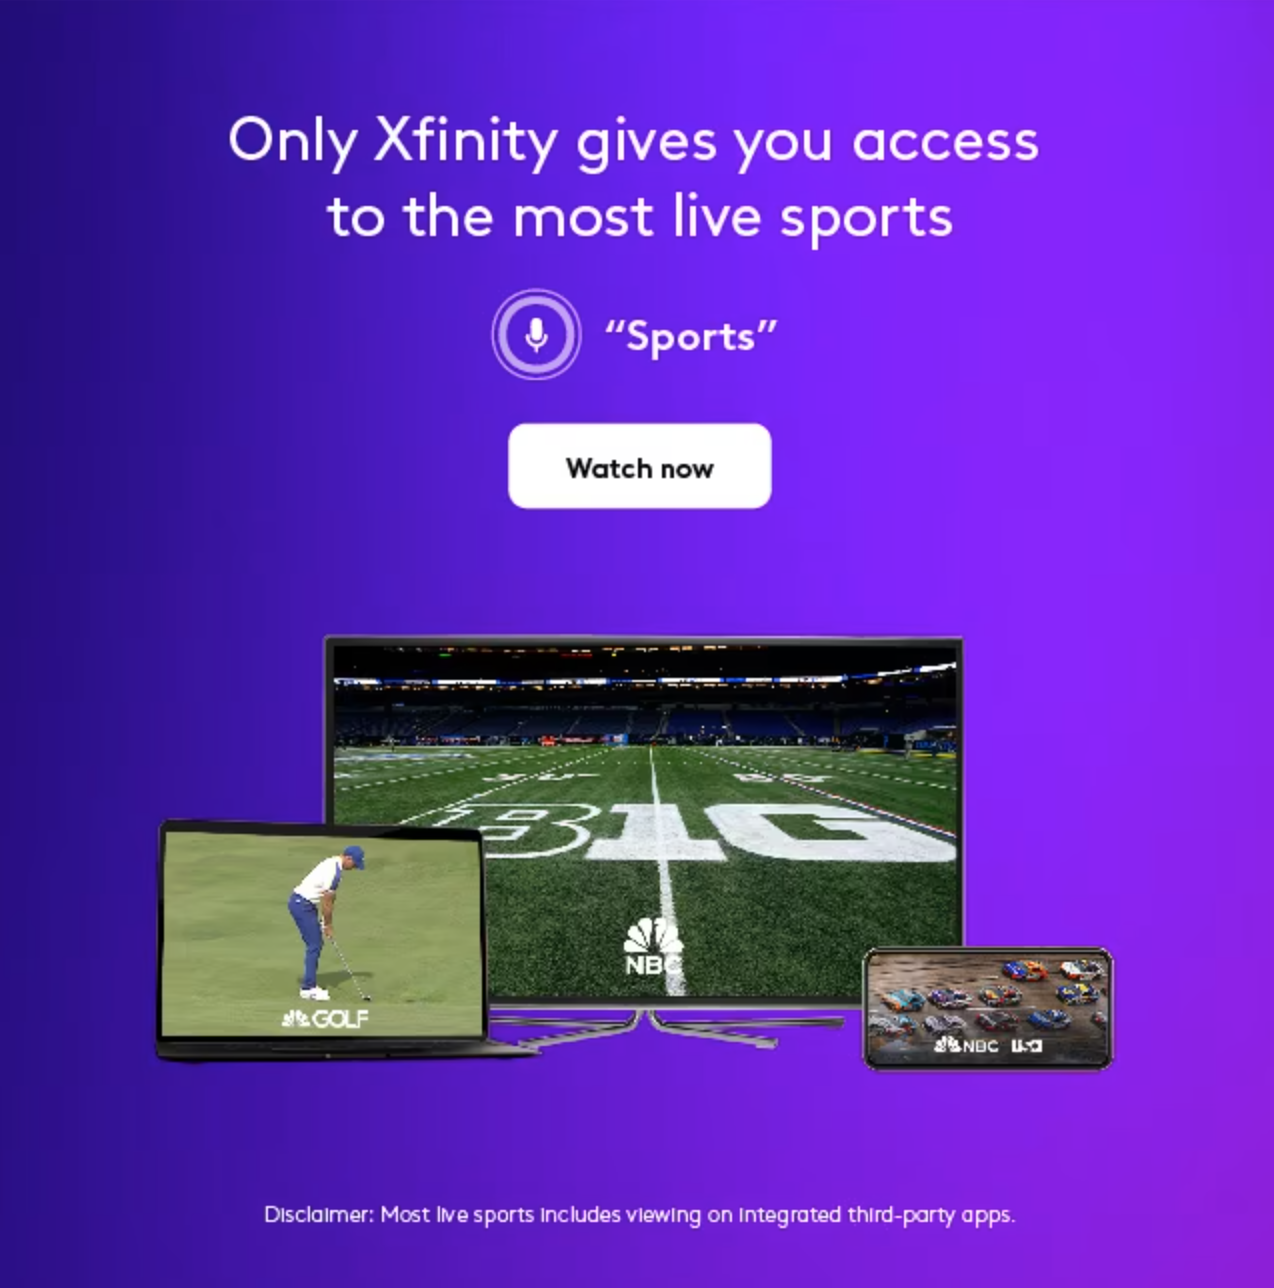 Only Xfinity gives you access
to the most live sports
“Sports”
Watch now
B1G
NBC
GOLF
NBC USA
Disclaimer: Most live sports includes viewing on integrated third-party apps.